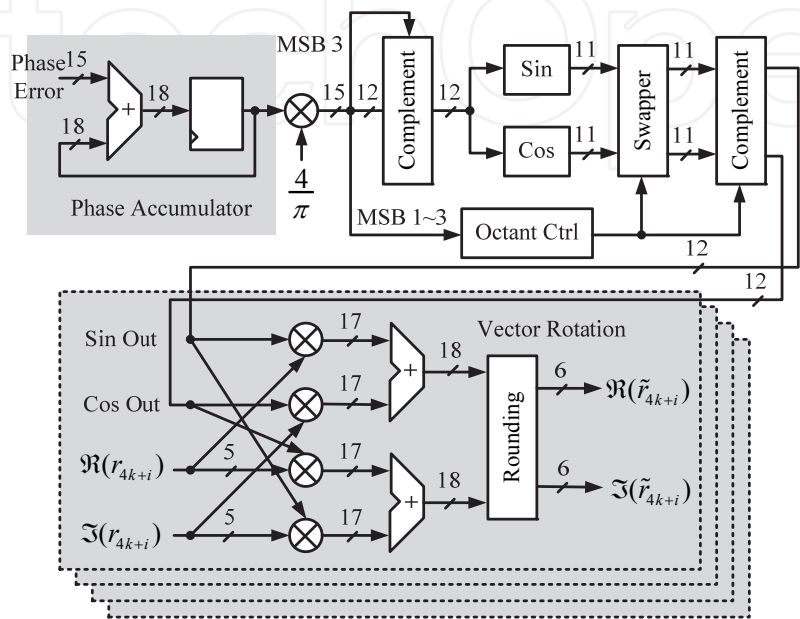 MSB 3
Phase Error
15
18
18
+
15
12
12
4
π
Complement
Sin
Cos
11
11
Swapper
11
11
Complement
Phase Accumulator
MSB 1~3
Octant Ctrl
12
12
Vector Rotation
Sin Out
Cos Out
ℜ(r4k+i)
ℑ(r4k+i)
5
5
17
17
17
17
+
+
18
18
Rounding
6
6
ℜ(r̃4k+i)
ℑ(r̃4k+i)